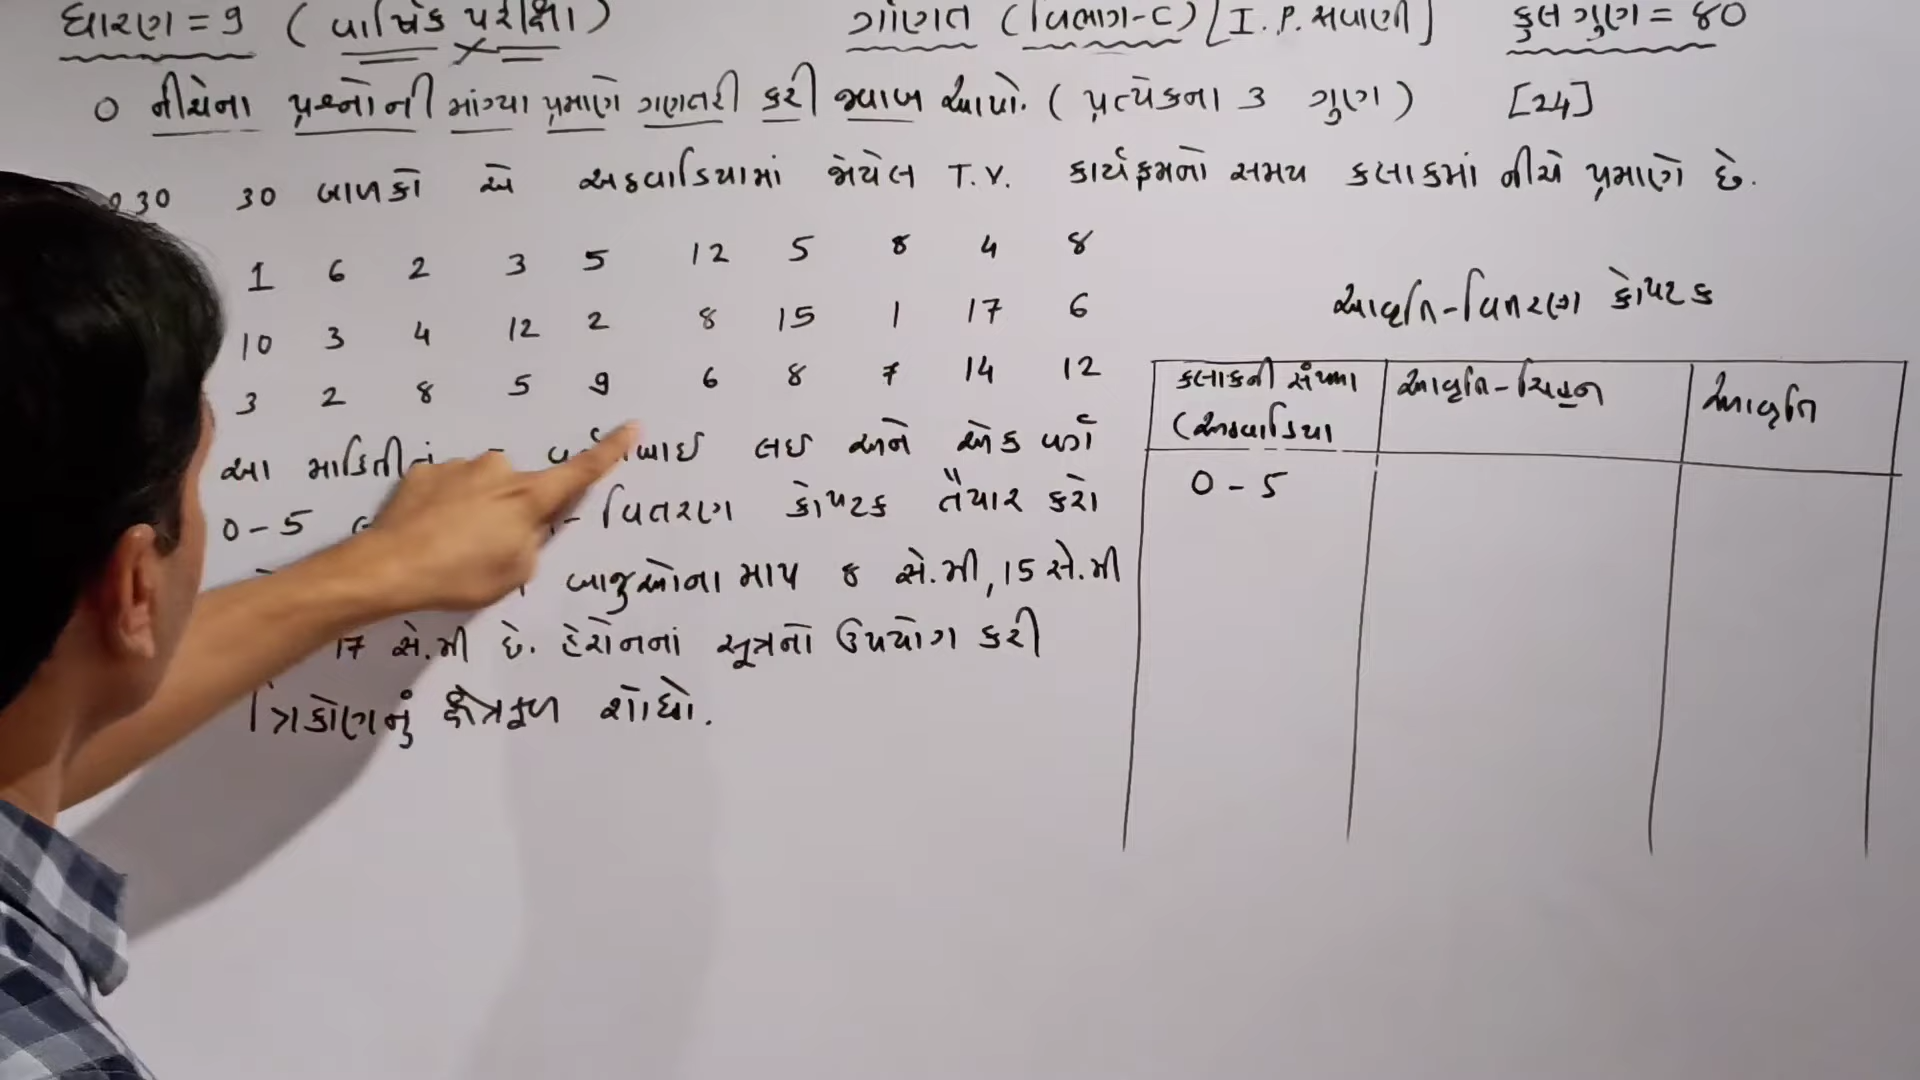 ધોરણ = 9 (વાર્ષિક પરીક્ષા) ગણિત (વિભાગ-C) [I.P. સવાણી] કુલ ગુણ = ૪૦
૦ નીચેના પ્રશ્નોની માંગ્યા પ્રમાણે ગણતરી કરી જવાબ આપો. (પ્રત્યેકના 3 ગુણ) [24]
30 30 બાળકો એ અઠવાડિયામાં જોયેલ T.V. કાર્યક્રમનો સમય કલાકમાં નીચે પ્રમાણે છે.
1 6 2 3 5 12 5 8 4 8
10 3 4 12 2 8 15 1 17 6
3 2 8 5 9 6 8 7 14 12
આ લઇ અને એક વર્ગ
0-5 વિતરણ કોષ્ટક તૈયાર કરો
બાજુઓના માપ 8 સે.મી, 15 સે.મી
17 સે.મી છે. હેરોનનાં સૂત્રનો ઉપયોગ કરી
ત્રિકોણનું ક્ષેત્રફળ શોધો.
આવૃત્તિ-વિતરણ કોષ્ટક
કલાકની સંખ્યા આવૃત્તિ-ચિહ્ન આવૃત્તિ
(અઠવાડિયા
0-5